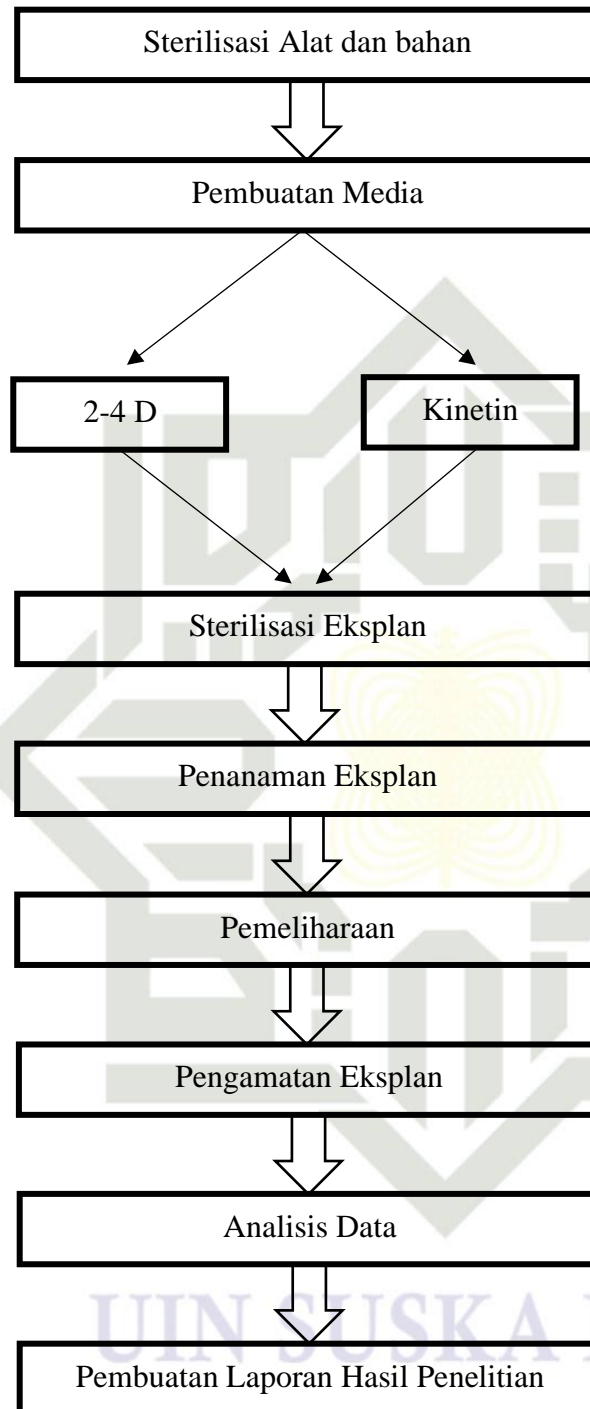 Sterilisasi Alat dan bahan
Pembuatan Media
2-4 D
Kinetin
Sterilisasi Eksplan
Penanaman Eksplan
Pemeliharaan
Pengamatan Eksplan
Analisis Data
UIN SUSKA
Pembuatan Laporan Hasil Penelitian